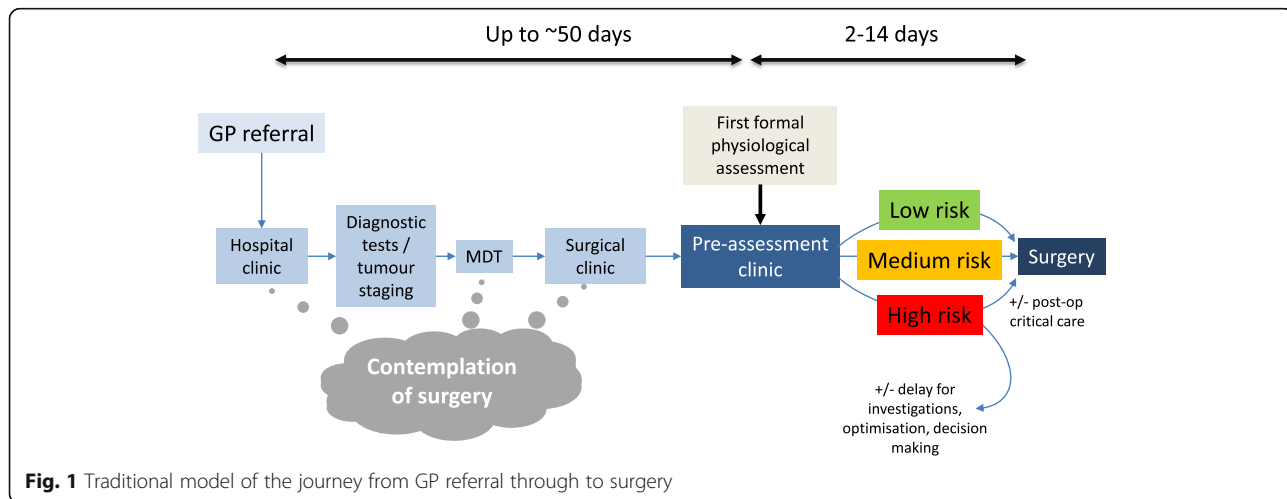 Up to ~50 days
2-14 days
GP referral
First formal
physiological
assessment
Hospital
clinic
Diagnostic
tests /
tumour
staging
MDT
Surgical
clinic
Pre-assessment
clinic
Low risk
Medium risk
High risk
Surgery
+/- post-op
critical care
Contemplation
of surgery
+/- delay for
investigations,
optimisation, decision
making
Fig. 1 Traditional model of the journey from GP referral through to surgery